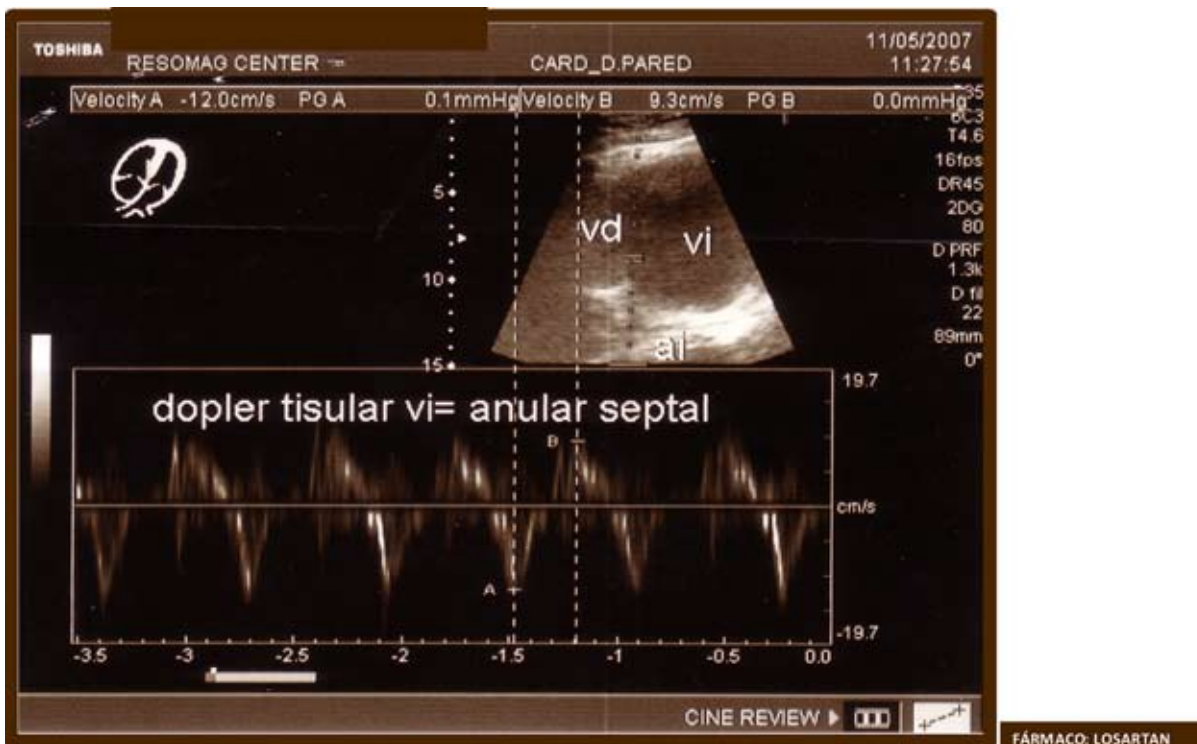 TOSHIBA
RESOMAG CENTER
CARD_D.PARED
11/05/2007
11:27:54
Velocity A -12.0cm/s PG A 0.1mmHg Velocity B 9.3cm/s PG B 0.0mmHg
6C3
T4.6
16fps
DR45
2DG
80
D PRF
1.3k
D fil
22
89mm
0°
5
10
15
vd
vi
ai
19.7
dopler tisular vi= anular septal
B
cm/s
A
-19.7
-3.5 -3 -2.5 -2 -1.5 -1 -0.5 0.0
CINE REVIEW
FÁRMACO: LOSARTAN